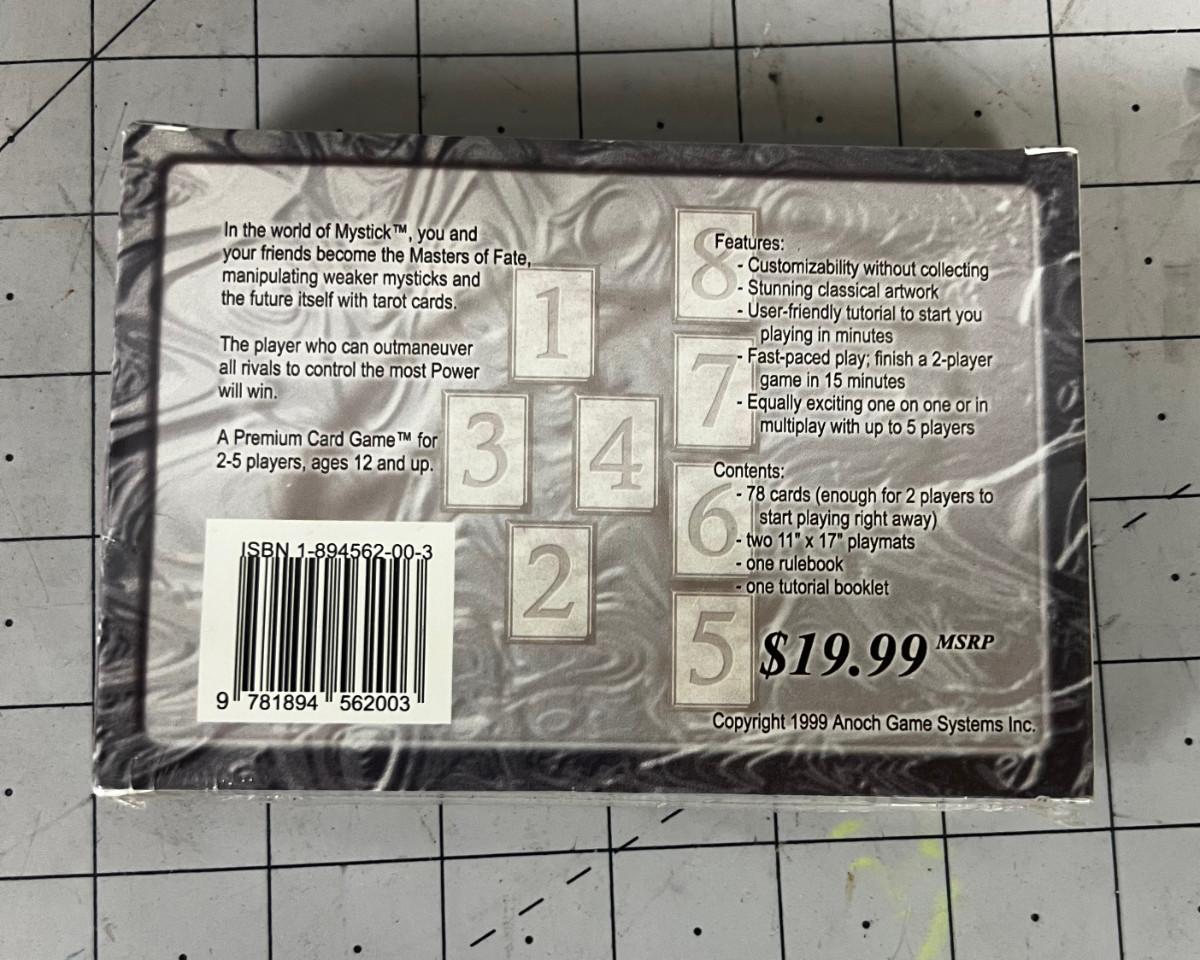 In the world of Mystick™, you and
your friends become the Masters of Fate,
manipulating weaker mysticks and
the future itself with tarot cards.
The player who can outmaneuver
all rivals to control the most Power
will win.
A Premium Card Game™ for
2-5 players, ages 12 and up.
ISBN 1-894562-00-3
9 781894 562003
1
3
4
2
8
7
6
5
Features:
- Customizability without collecting
- Stunning classical artwork
- User-friendly tutorial to start you
playing in minutes
- Fast-paced play; finish a 2-player
game in 15 minutes
- Equally exciting one on one or in
multiplay with up to 5 players
Contents:
- 78 cards (enough for 2 players to
start playing right away)
- two 11" x 17" playmats
- one rulebook
- one tutorial booklet
$19.99 MSRP
Copyright 1999 Anoch Game Systems Inc.